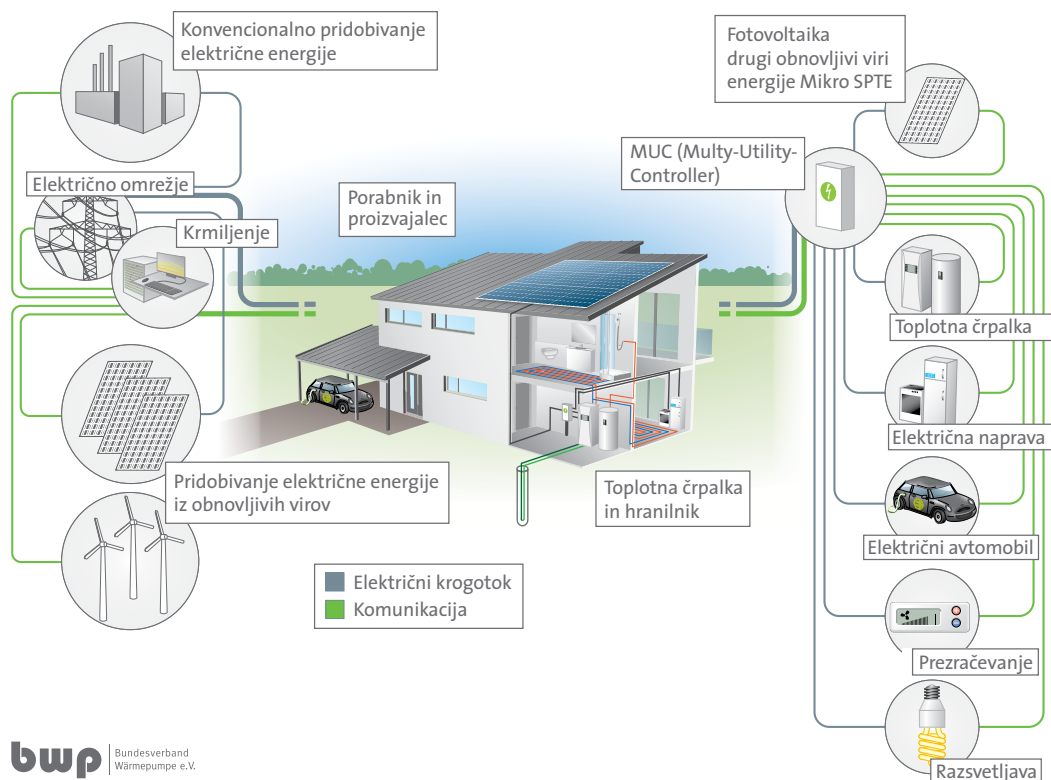 Konvencionalno pridobivanje
električne energije
Fotovoltaika
drugi obnovljivi viri
energije Mikro SPTE
MUC (Multy-Utility-
Controller)
Električno omrežje
Porabnik in
proizvajalec
Krmiljenje
Toplotna črpalka
Električna naprava
Pridobivanje električne energije
iz obnovljivih virov
Toplotna črpalka
in hranilnik
Električni avtomobil
Električni krogotok
Komunikacija
Prezračevanje
Razsvetljava
bwp
Bundesverband
Wärmepumpe e.V.